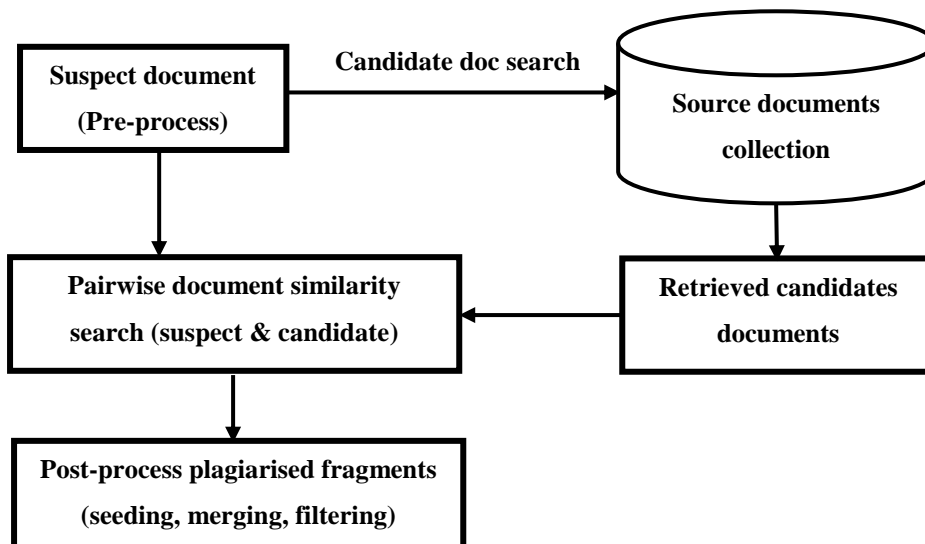 Suspect document
(Pre-process)
Candidate doc search
Source documents
collection
Pairwise document similarity
search (suspect & candidate)
Retrieved candidates
documents
Post-process plagiarised fragments
(seeding, merging, filtering)